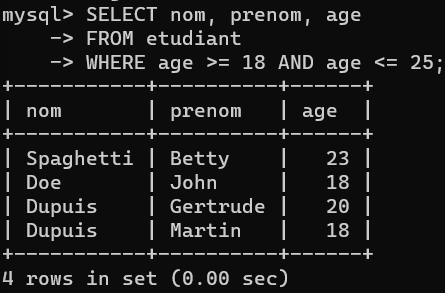 mysql> SELECT nom, prenom, age
    -> FROM etudiant
    -> WHERE age >= 18 AND age <= 25;
+-----------+----------+------+
| nom       | prenom   | age  |
+-----------+----------+------+
| Spaghetti | Betty    |   23 |
| Doe       | John     |   18 |
| Dupuis    | Gertrude |   20 |
| Dupuis    | Martin   |   18 |
+-----------+----------+------+
4 rows in set (0.00 sec)